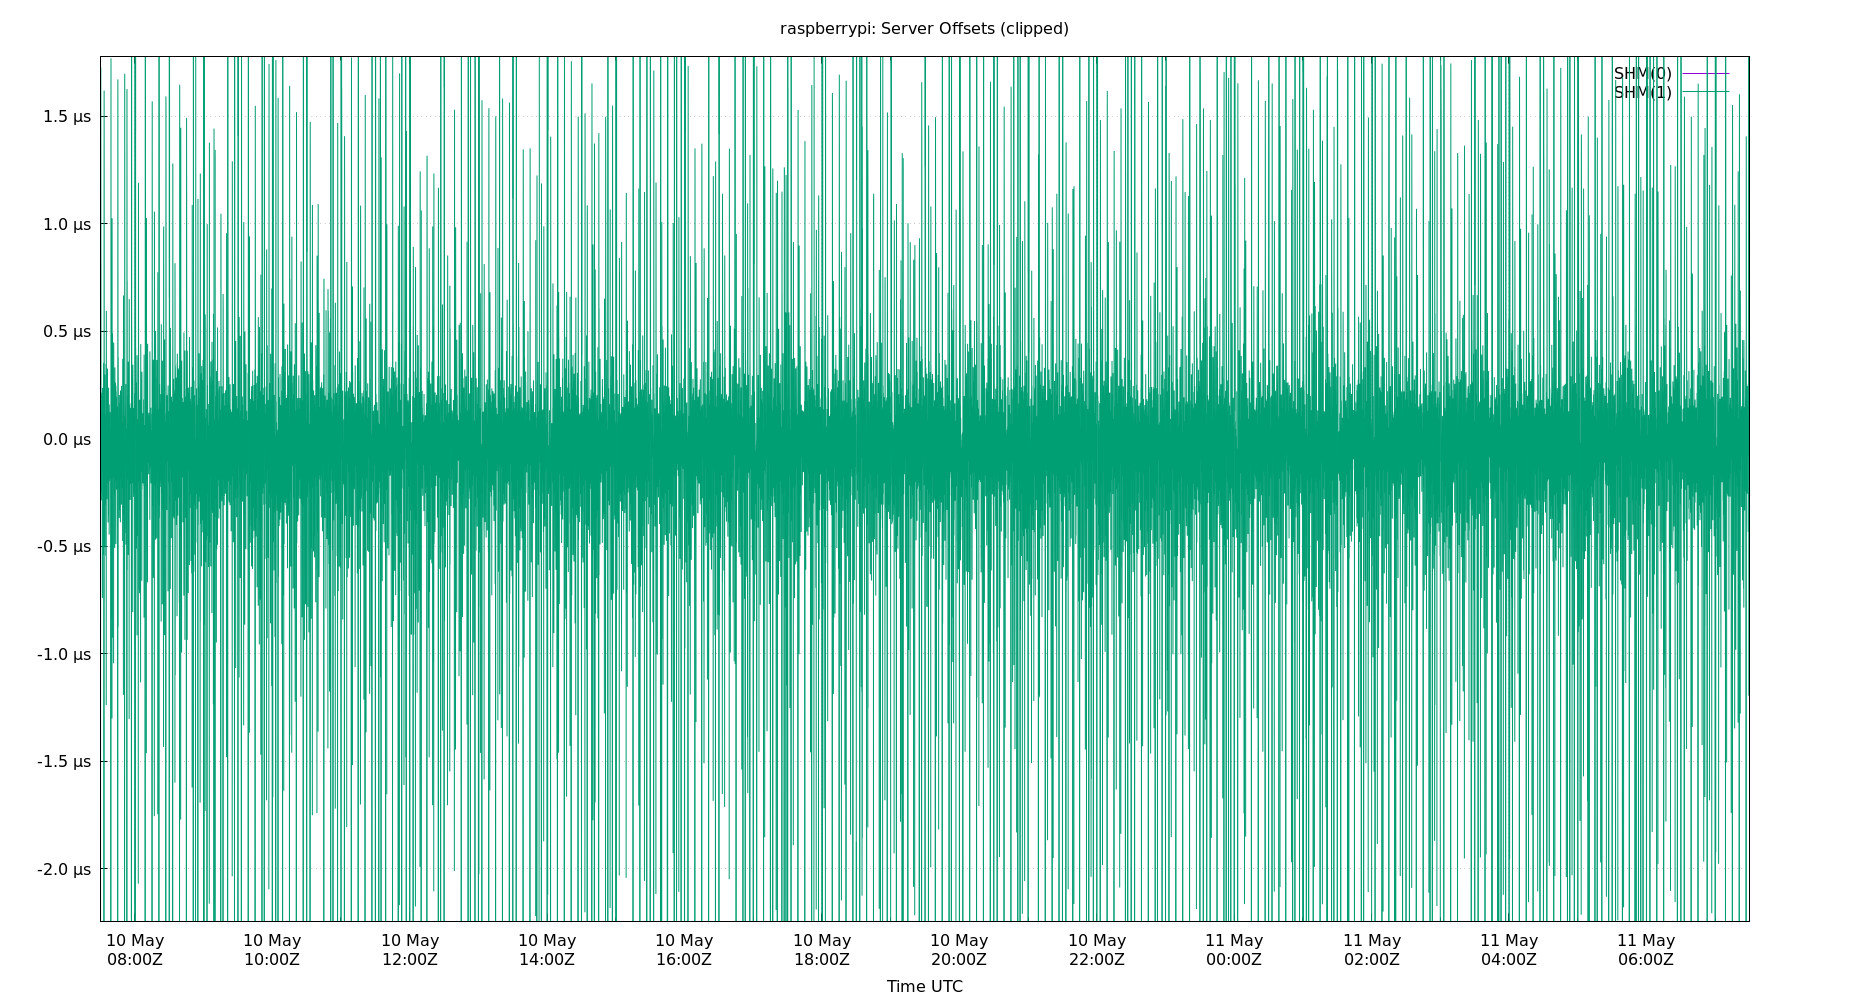 raspberrypi: Server Offsets (clipped)
SHM(0)
SHM(1)
1.5 µs
1.0 µs
0.5 µs
0.0 µs
-0.5 µs
-1.0 µs
-1.5 µs
-2.0 µs
10 May 10 May 10 May 10 May 10 May 10 May 10 May 10 May 11 May 11 May 11 May 11 May
08:00Z 10:00Z 12:00Z 14:00Z 16:00Z 18:00Z 20:00Z 22:00Z 00:00Z 02:00Z 04:00Z 06:00Z
Time UTC